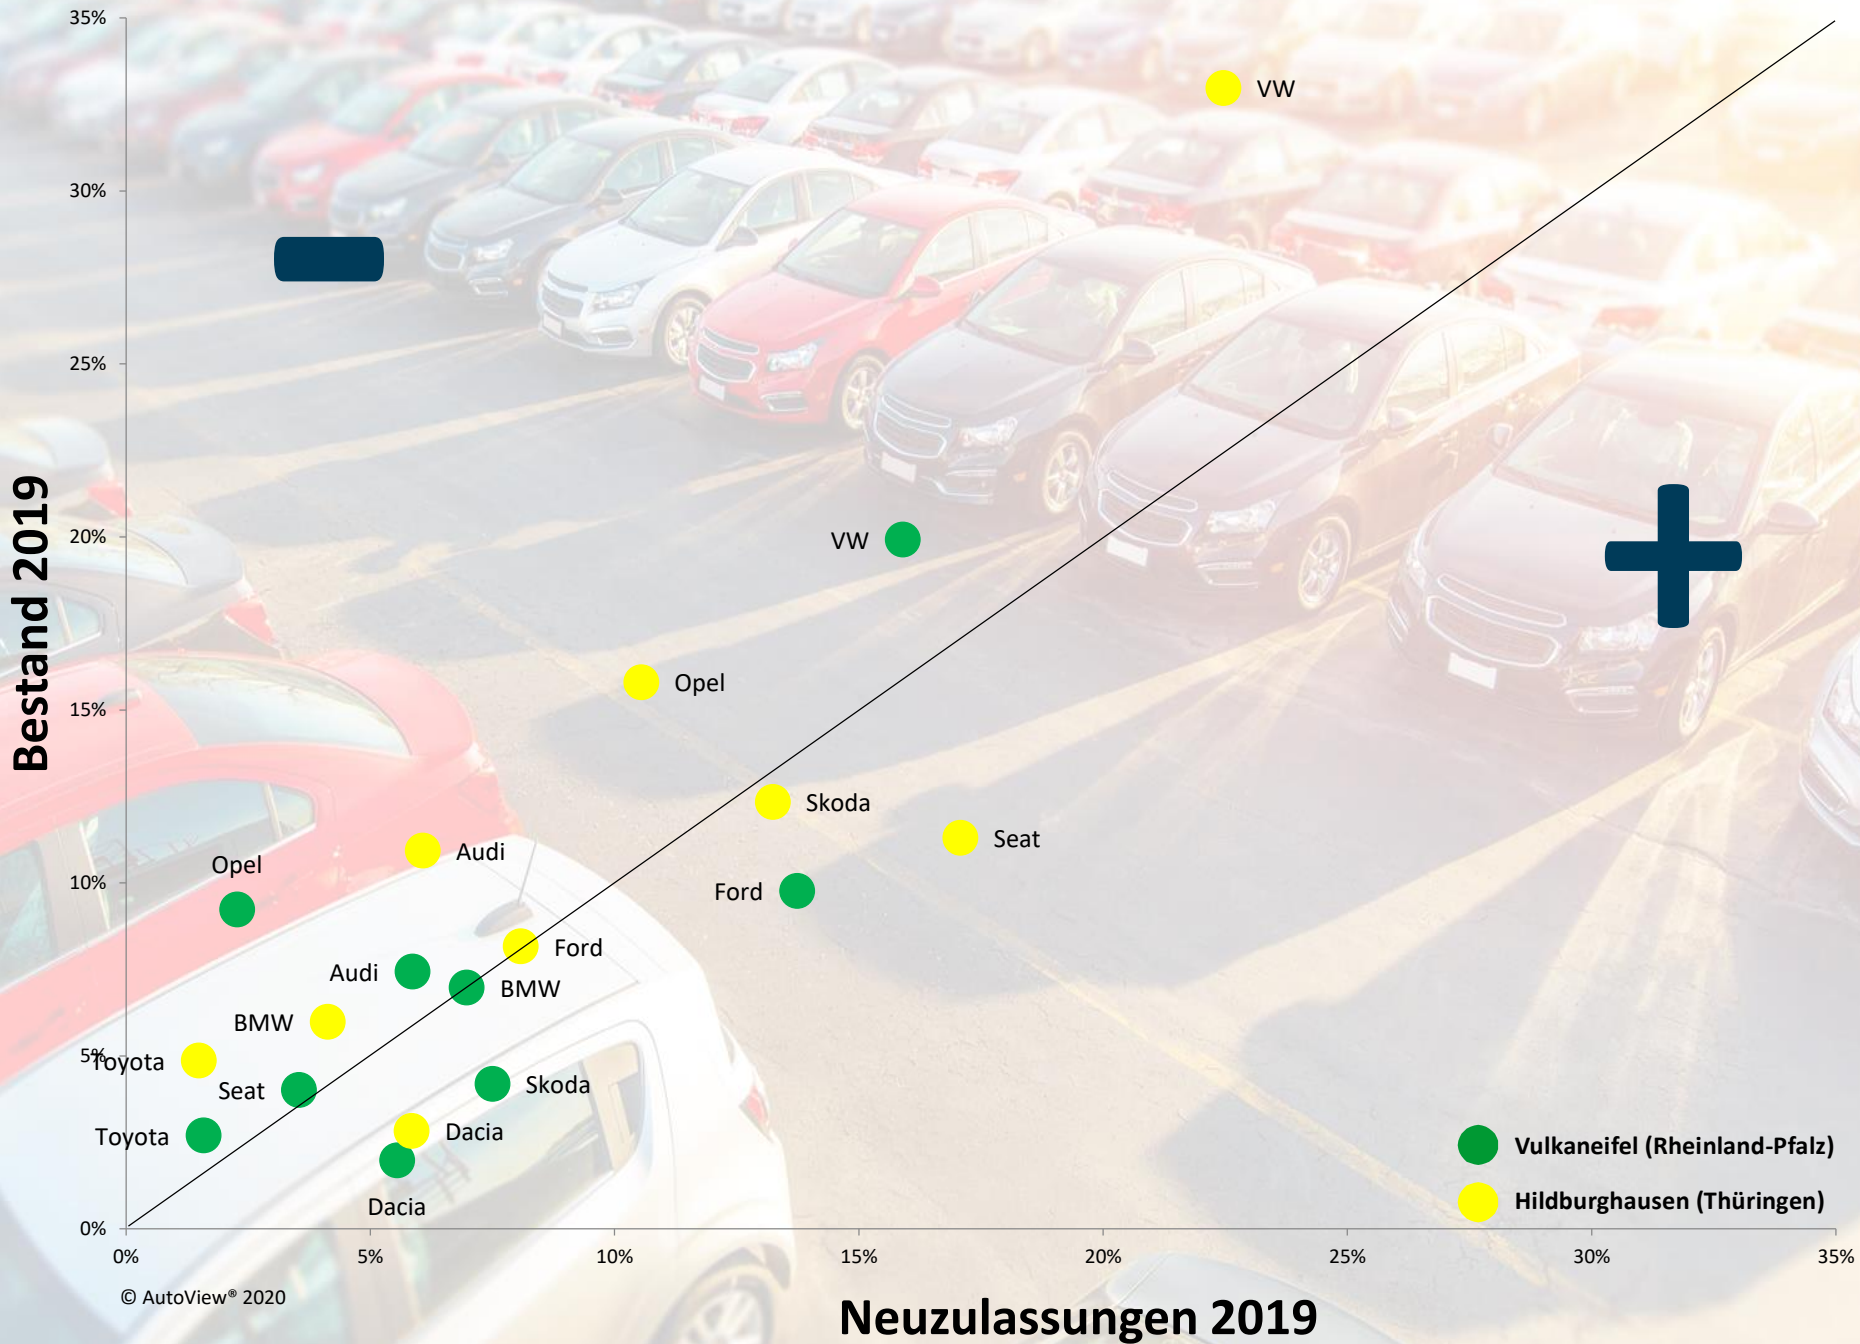 35%
VW
30%
25%
20%
VW
Bestand 2019
Opel
15%
Skoda
Seat
Audi
Opel
10%
Ford
Ford
Audi
BMW
BMW
5%
Toyota
Seat
Skoda
Toyota
Dacia
Vulkaneifel (Rheinland-Pfalz)
Dacia
Hildburghausen (Thüringen)
0%
0% 5% 10% 15% 20% 25% 30% 35%
© AutoView® 2020
Neuzulassungen 2019